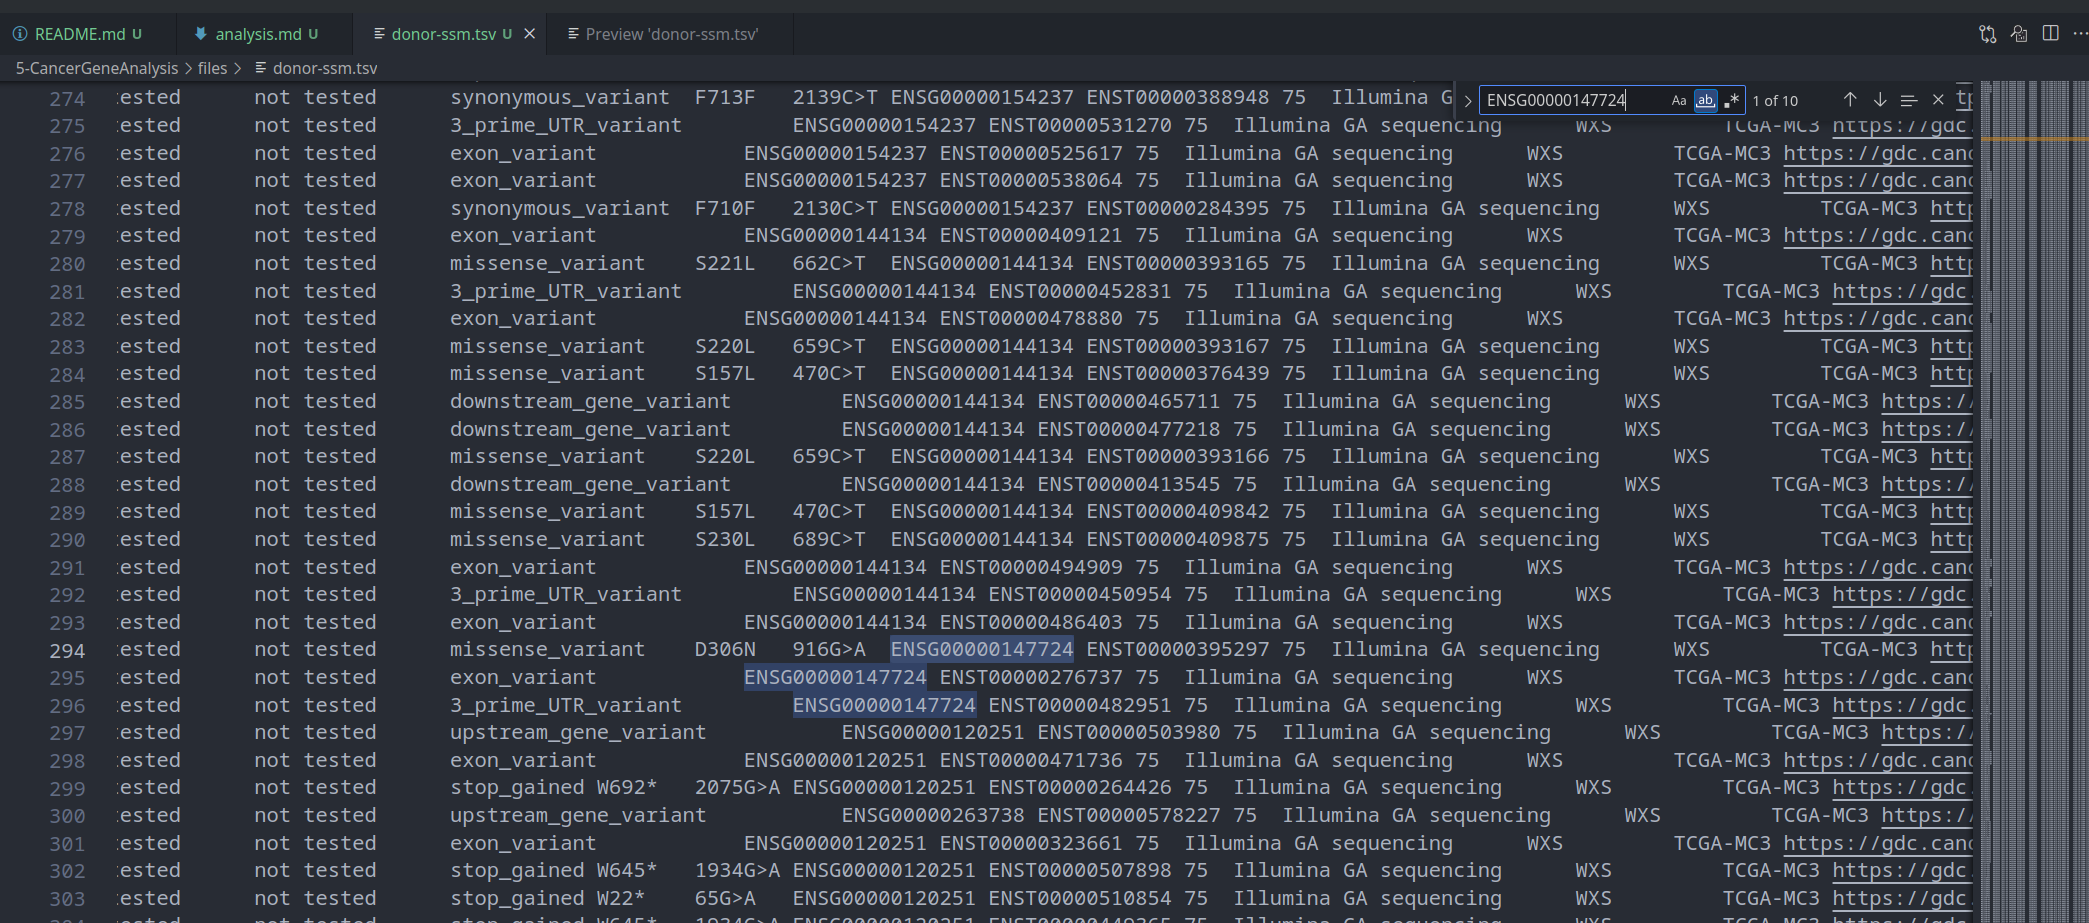 README.md U analysis.md U donor-ssm.tsv U Preview 'donor-ssm.tsv'
5-CancerGeneAnalysis files donor-ssm.tsv
ENSG00000147724 Aa ab .* 1 of 10
274 :ested not tested synonymous_variant F713F 2139C>T ENSG00000154237 ENST00000388948 75 Illumina G
275 :ested not tested 3_prime_UTR_variant ENSG00000154237 ENST00000531270 75 Illumina GA sequencing WXS TCGA-MC3 https://gdc.
276 :ested not tested exon_variant ENSG00000154237 ENST00000525617 75 Illumina GA sequencing WXS TCGA-MC3 https://gdc.canc
277 :ested not tested exon_variant ENSG00000154237 ENST00000538064 75 Illumina GA sequencing WXS TCGA-MC3 https://gdc.canc
278 :ested not tested synonymous_variant F710F 2130C>T ENSG00000154237 ENST00000284395 75 Illumina GA sequencing WXS TCGA-MC3 http
279 :ested not tested exon_variant ENSG00000144134 ENST00000409121 75 Illumina GA sequencing WXS TCGA-MC3 https://gdc.canc
280 :ested not tested missense_variant S221L 662C>T ENSG00000144134 ENST00000393165 75 Illumina GA sequencing WXS TCGA-MC3 http
281 :ested not tested 3_prime_UTR_variant ENSG00000144134 ENST00000452831 75 Illumina GA sequencing WXS TCGA-MC3 https://gdc.
282 :ested not tested exon_variant ENSG00000144134 ENST00000478880 75 Illumina GA sequencing WXS TCGA-MC3 https://gdc.canc
283 :ested not tested missense_variant S220L 659C>T ENSG00000144134 ENST00000393167 75 Illumina GA sequencing WXS TCGA-MC3 http
284 :ested not tested missense_variant S157L 470C>T ENSG00000144134 ENST00000376439 75 Illumina GA sequencing WXS TCGA-MC3 http
285 :ested not tested downstream_gene_variant ENSG00000144134 ENST00000465711 75 Illumina GA sequencing WXS TCGA-MC3 https:/
286 :ested not tested downstream_gene_variant ENSG00000144134 ENST00000477218 75 Illumina GA sequencing WXS TCGA-MC3 https:/
287 :ested not tested missense_variant S220L 659C>T ENSG00000144134 ENST00000393166 75 Illumina GA sequencing WXS TCGA-MC3 http
288 :ested not tested downstream_gene_variant ENSG00000144134 ENST00000413545 75 Illumina GA sequencing WXS TCGA-MC3 https:/
289 :ested not tested missense_variant S157L 470C>T ENSG00000144134 ENST00000409842 75 Illumina GA sequencing WXS TCGA-MC3 http
290 :ested not tested missense_variant S230L 689C>T ENSG00000144134 ENST00000409875 75 Illumina GA sequencing WXS TCGA-MC3 http
291 :ested not tested exon_variant ENSG00000144134 ENST00000494909 75 Illumina GA sequencing WXS TCGA-MC3 https://gdc.canc
292 :ested not tested 3_prime_UTR_variant ENSG00000144134 ENST00000450954 75 Illumina GA sequencing WXS TCGA-MC3 https://gdc.
293 :ested not tested exon_variant ENSG00000144134 ENST00000486403 75 Illumina GA sequencing WXS TCGA-MC3 https://gdc.canc
294 :ested not tested missense_variant D306N 916G>A ENSG00000147724 ENST00000395297 75 Illumina GA sequencing WXS TCGA-MC3 http
295 :ested not tested exon_variant ENSG00000147724 ENST00000276737 75 Illumina GA sequencing WXS TCGA-MC3 https://gdc.canc
296 :ested not tested 3_prime_UTR_variant ENSG00000147724 ENST00000482951 75 Illumina GA sequencing WXS TCGA-MC3 https://gdc.
297 :ested not tested upstream_gene_variant ENSG00000120251 ENST00000503980 75 Illumina GA sequencing WXS TCGA-MC3 https:/
298 :ested not tested exon_variant ENSG00000120251 ENST00000471736 75 Illumina GA sequencing WXS TCGA-MC3 https://gdc.canc
299 :ested not tested stop_gained W692* 2075G>A ENSG00000120251 ENST00000264426 75 Illumina GA sequencing WXS TCGA-MC3 https://gdc.
300 :ested not tested upstream_gene_variant ENSG00000263738 ENST00000578227 75 Illumina GA sequencing WXS TCGA-MC3 https:/
301 :ested not tested exon_variant ENSG00000120251 ENST00000323661 75 Illumina GA sequencing WXS TCGA-MC3 https://gdc.canc
302 :ested not tested stop_gained W645* 1934G>A ENSG00000120251 ENST00000507898 75 Illumina GA sequencing WXS TCGA-MC3 https://gdc.
303 :ested not tested stop_gained W22* 65G>A ENSG00000120251 ENST00000510854 75 Illumina GA sequencing WXS TCGA-MC3 https://gdc.